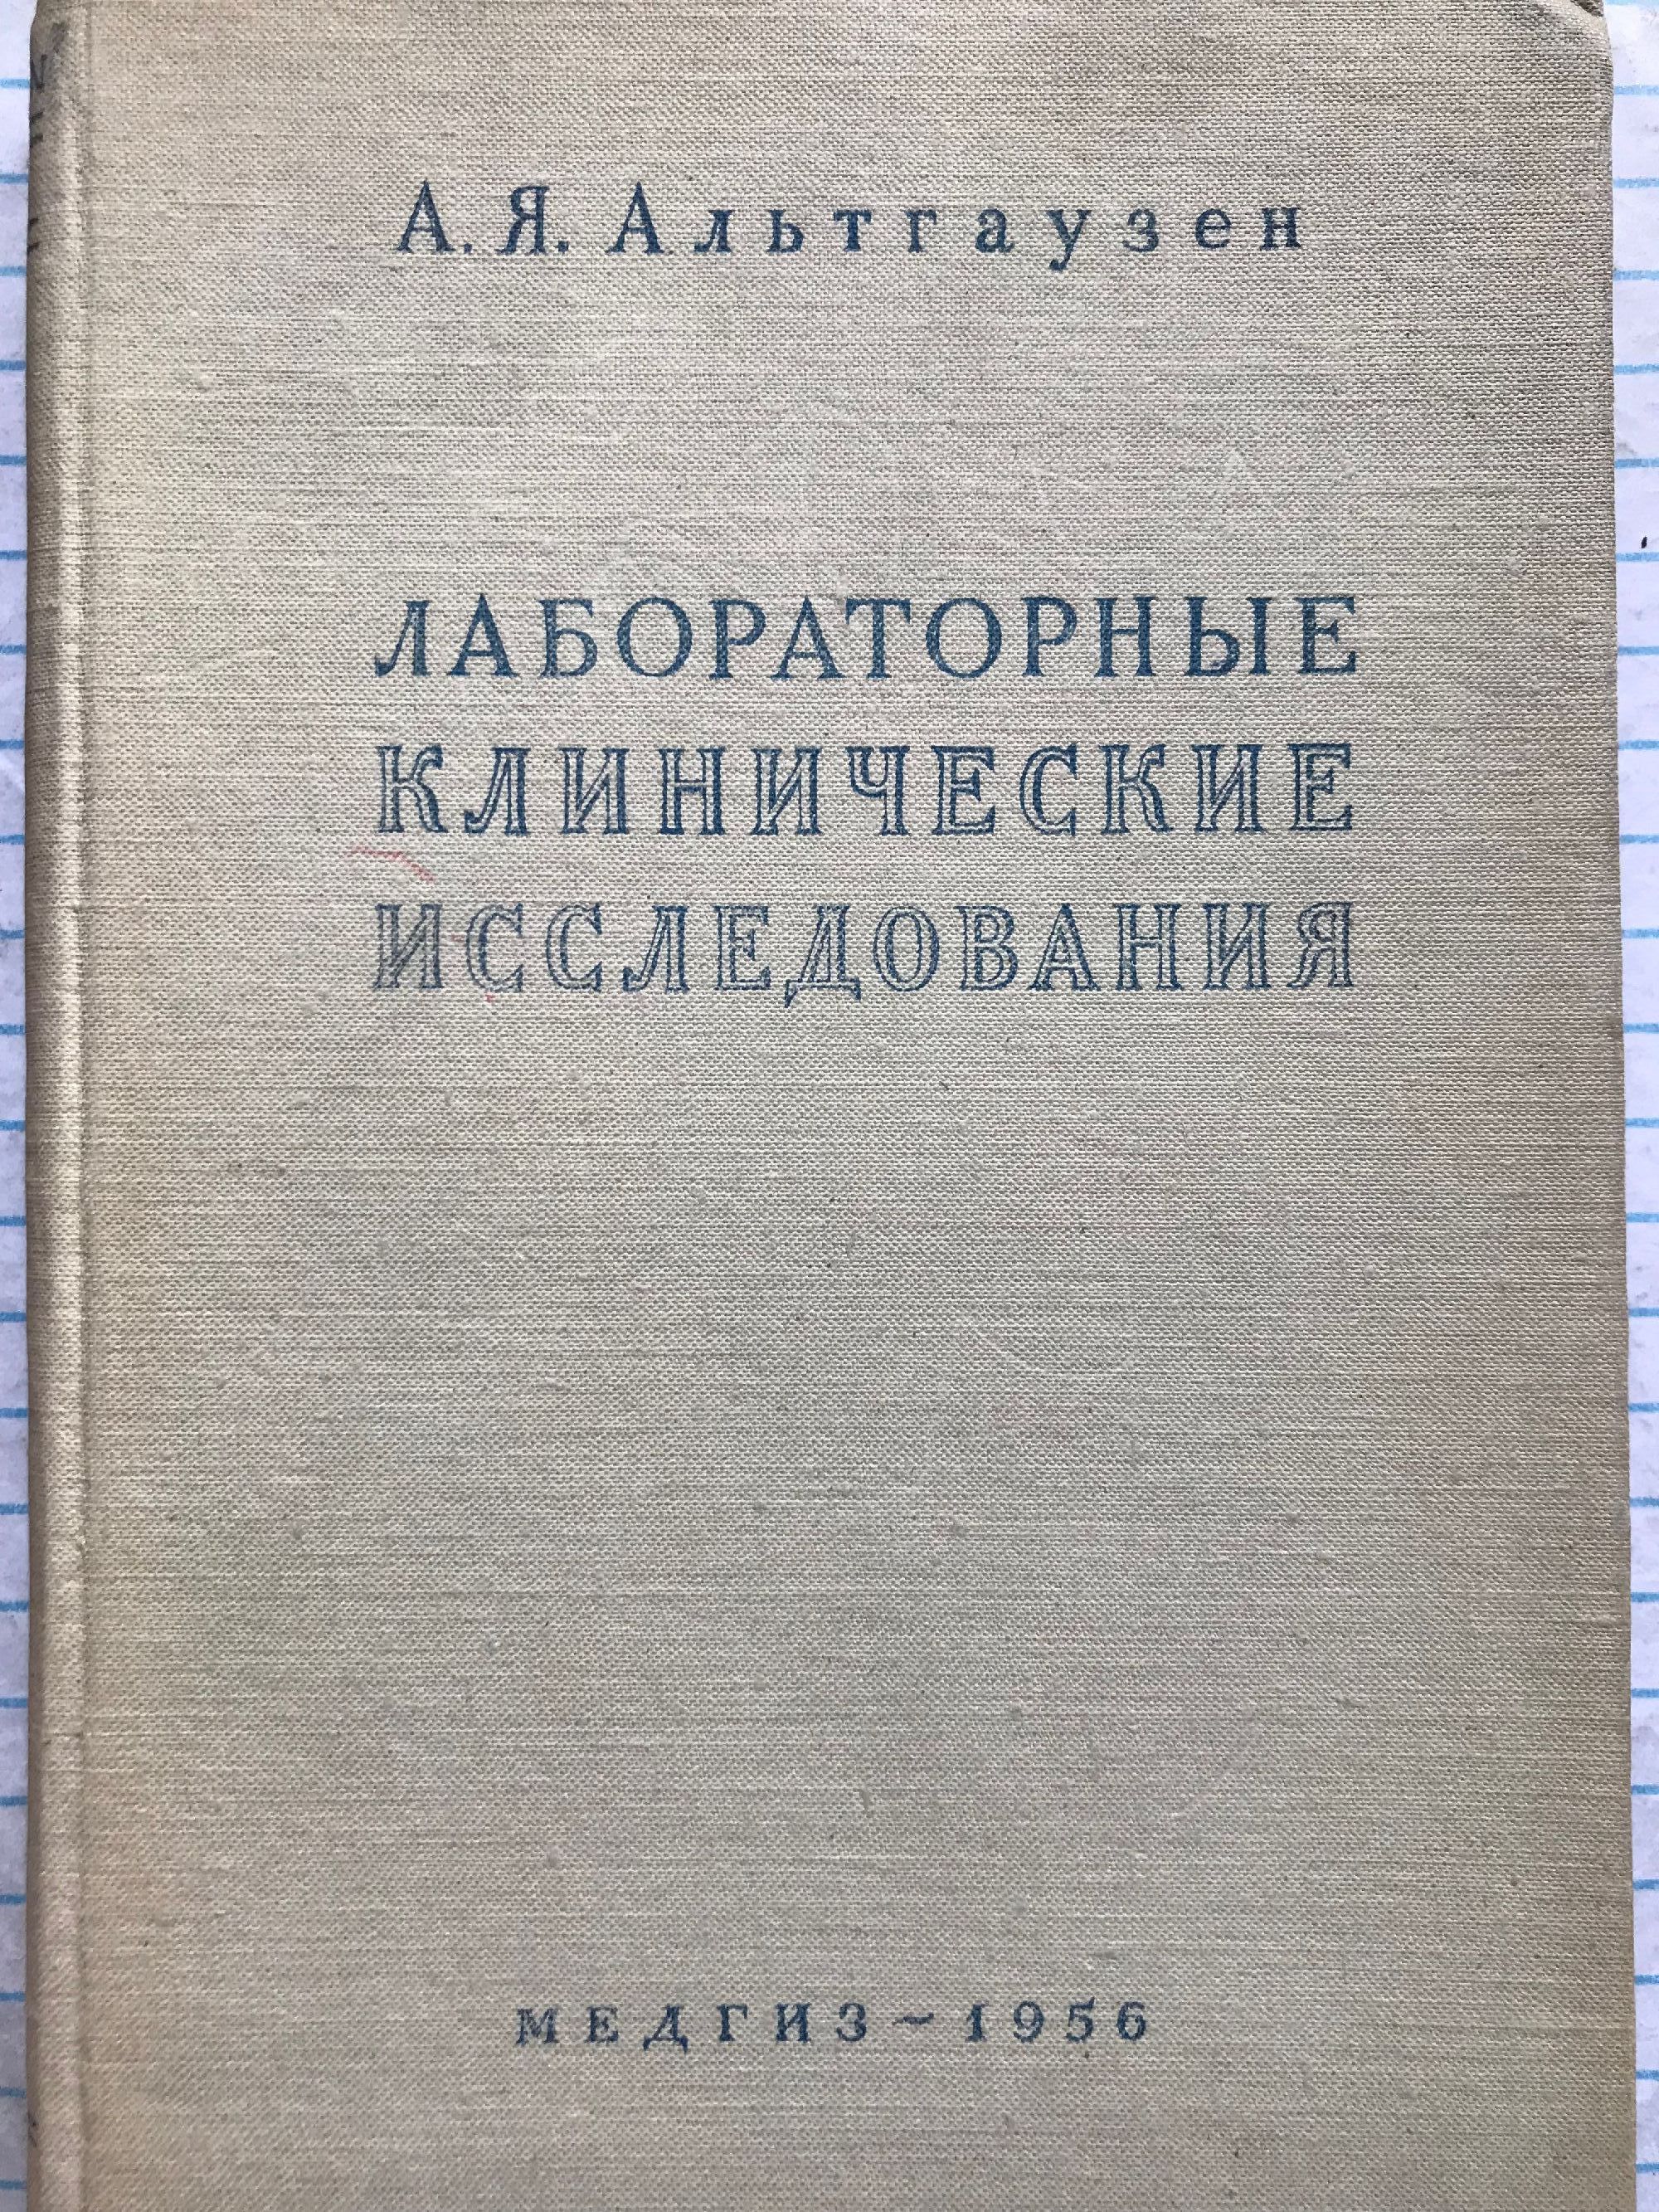 А. Я. Альтгаузен
ЛАБОРАТОРНЫЕ
КЛИНИЧЕСКИЕ
ИССЛЕДОВАНИЯ
МЕДГИЗ ~ 1956